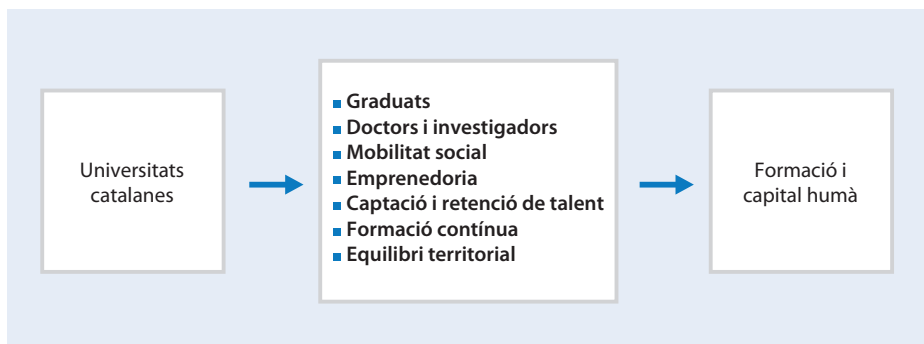 Universitats
catalanes
Graduats
Doctors i investigadors
Mobilitat social
Emprenedoria
Captació i retenció de talent
Formació contínua
Equilibri territorial
Formació i
capital humà